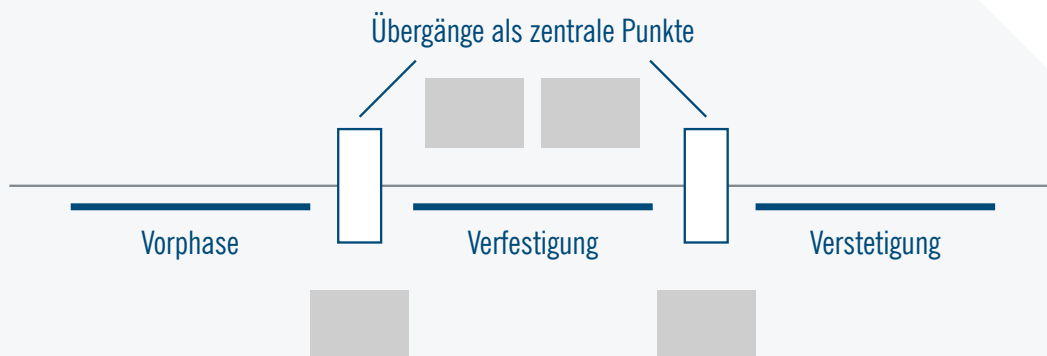 Übergänge als zentrale Punkte
Vorphase
Verfestigung
Verstetigung